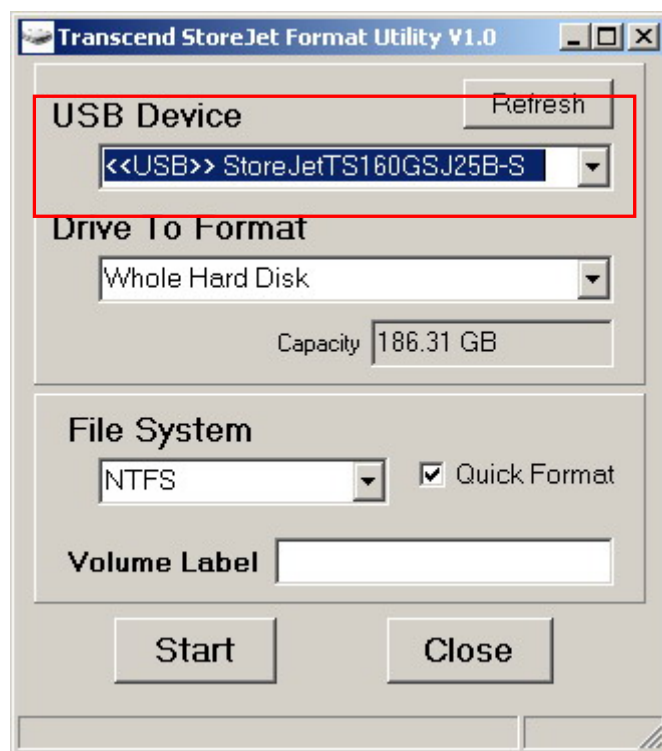 Transcend StoreJet Format Utility V1.0
Refresh
USB Device
<<USB>> StoreJetTS160GSJ25B-S
Drive To Format
Whole Hard Disk
Capacity 186.31 GB
File System
NTFS
Quick Format
Volume Label
Start
Close